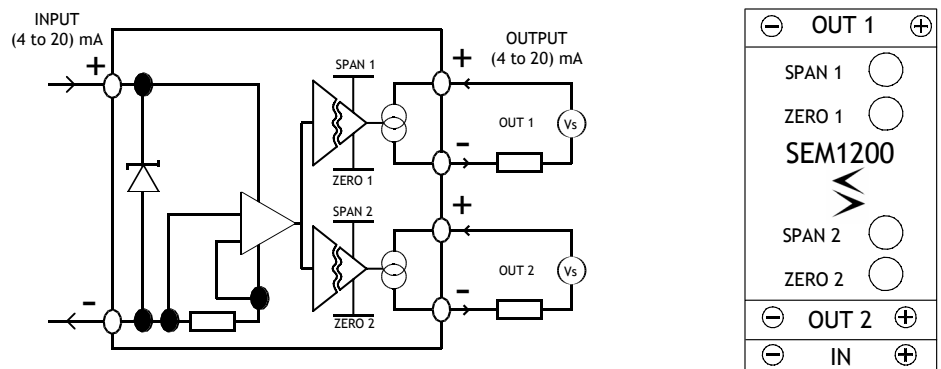 INPUT
(4 to 20) mA
+
-
SPAN 1
ZERO 1
SPAN 2
ZERO 2
OUTPUT
(4 to 20) mA
+
OUT 1
Vs
-
+
OUT 2
Vs
-
- OUT 1 +
SPAN 1
ZERO 1
SEM1200
SPAN 2
ZERO 2
- OUT 2 +
- IN +